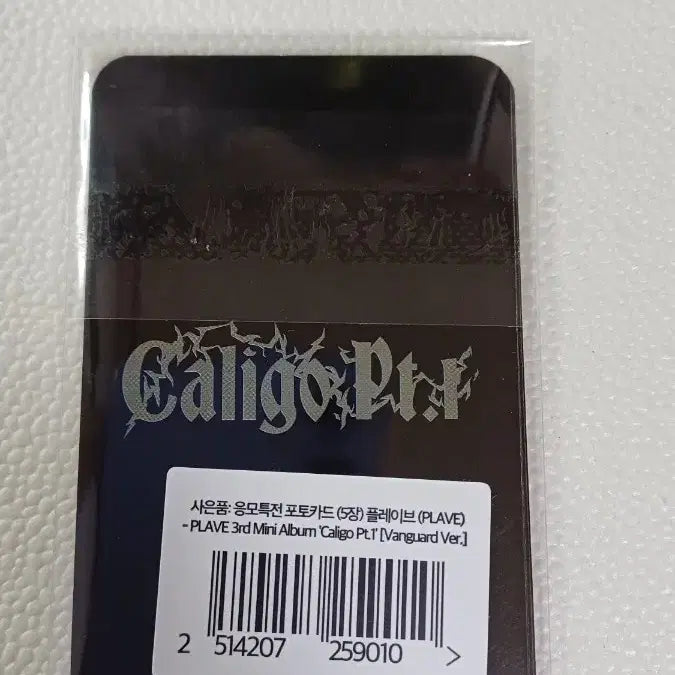 Caligo Pt.1
사은품: 응모특전 포토카드 (5장) 플레이브 (PLAVE)
- PLAVE 3rd Mini Album 'Caligo Pt.1' [Vanguard Ver.]
2 514207 259010 >